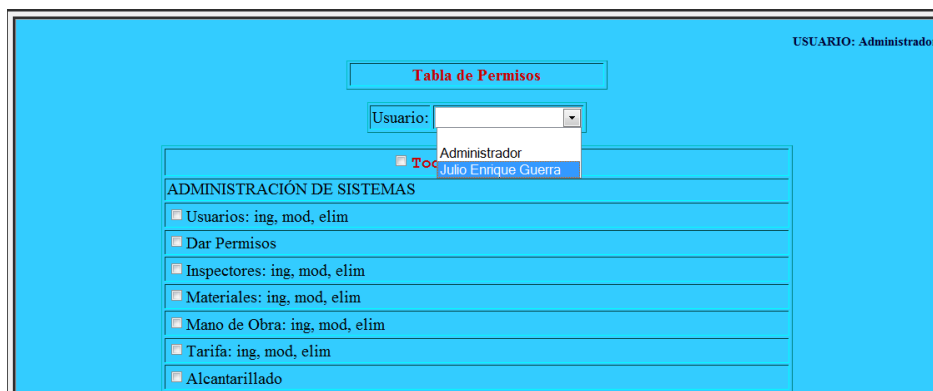 USUARIO: Administrado
Tabla de Permisos
Usuario:
Administrador
Julio Enrique Guerra
ADMINISTRACIÓN DE SISTEMAS
Usuarios: ing, mod, elim
Dar Permisos
Inspectores: ing, mod, elim
Materiales: ing, mod, elim
Mano de Obra: ing, mod, elim
Tarifa: ing, mod, elim
Alcantarillado